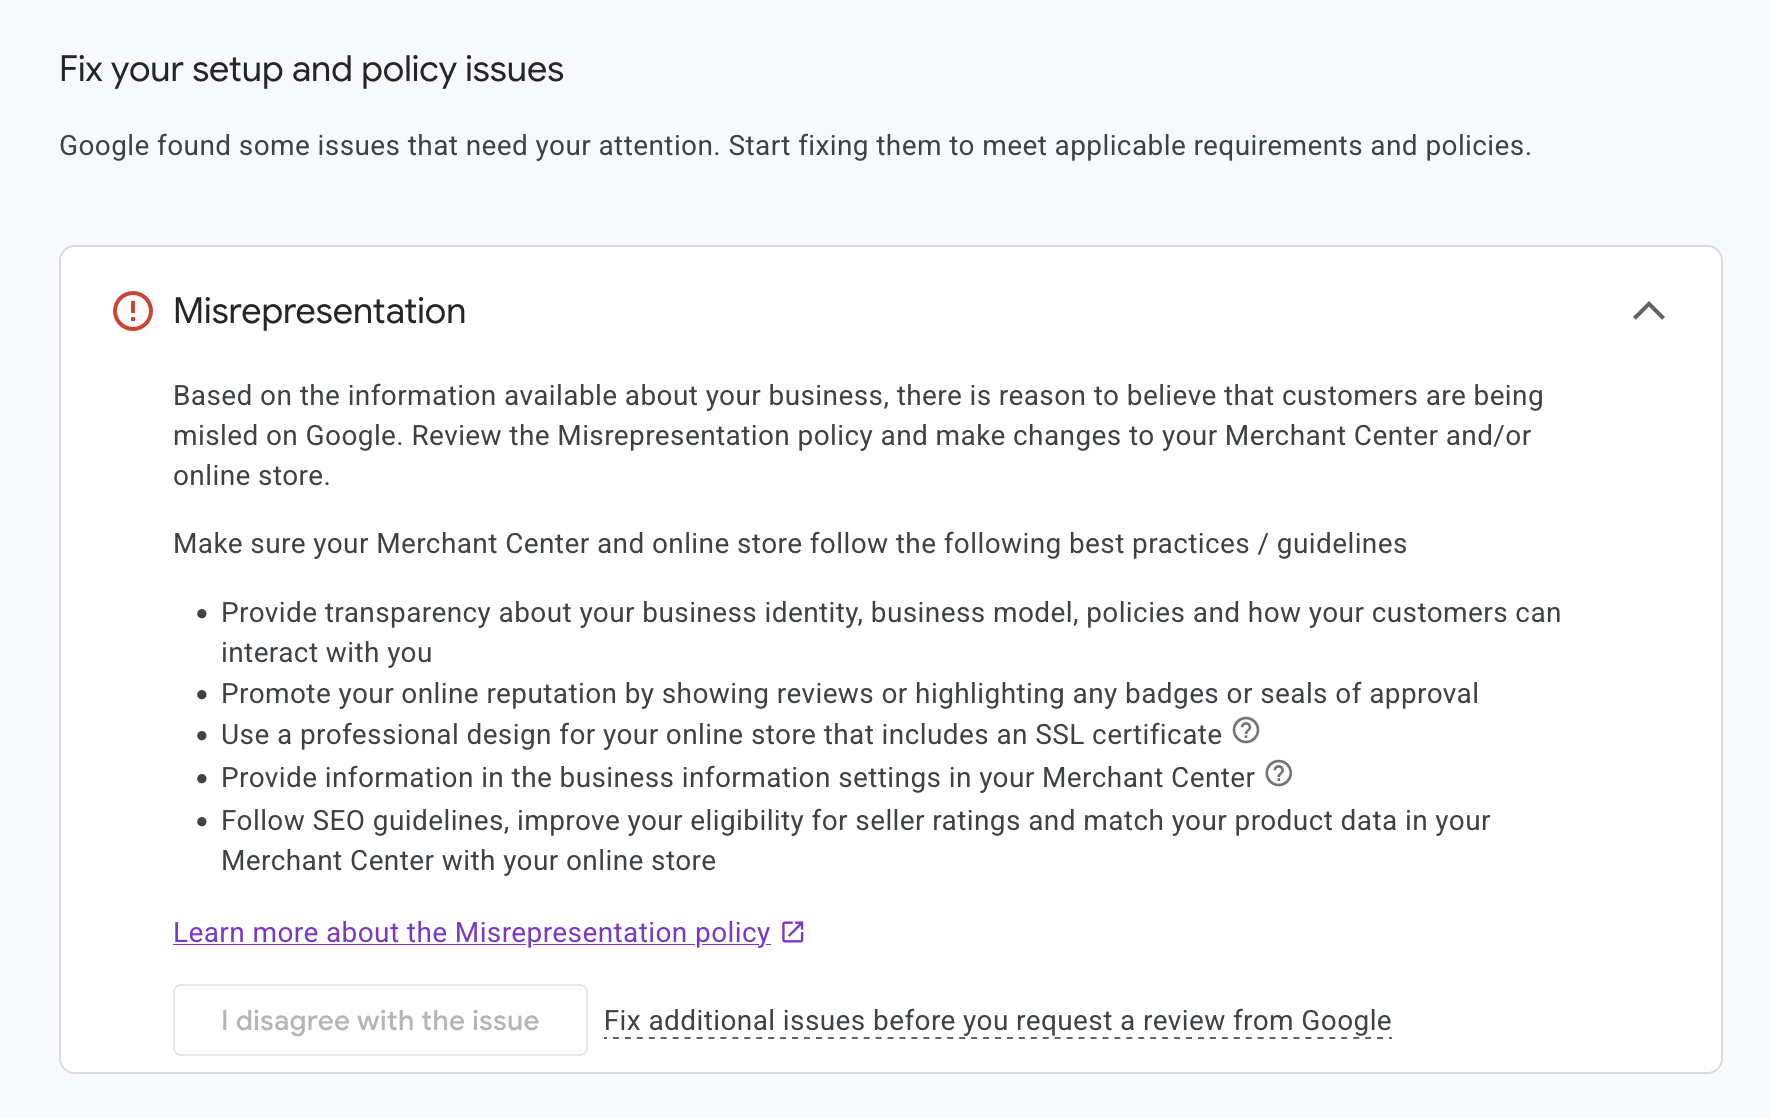 Fix your setup and policy issues
Google found some issues that need your attention. Start fixing them to meet applicable requirements and policies.
Misrepresentation
Based on the information available about your business, there is reason to believe that customers are being
misled on Google. Review the Misrepresentation policy and make changes to your Merchant Center and/or
online store.
Make sure your Merchant Center and online store follow the following best practices / guidelines
• Provide transparency about your business identity, business model, policies and how your customers can
interact with you
• Promote your online reputation by showing reviews or highlighting any badges or seals of approval
• Use a professional design for your online store that includes an SSL certificate
• Provide information in the business information settings in your Merchant Center
• Follow SEO guidelines, improve your eligibility for seller ratings and match your product data in your
Merchant Center with your online store
Learn more about the Misrepresentation policy
I disagree with the issue Fix additional issues before you request a review from Google